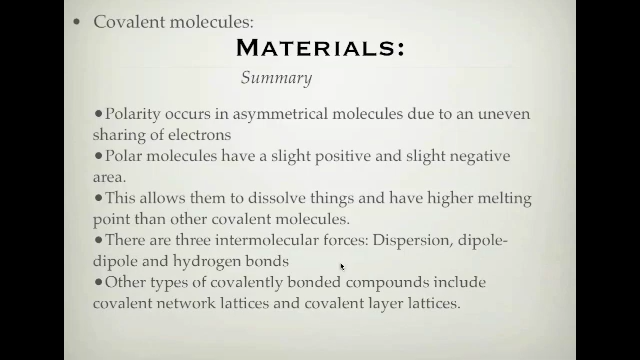 • Covalent molecules:
MATERIALS:
Summary
•Polarity occurs in asymmetrical molecules due to an uneven
sharing of electrons
•Polar molecules have a slight positive and slight negative
area.
•This allows them to dissolve things and have higher melting
point than other covalent molecules.
•There are three intermolecular forces: Dispersion, dipole-
dipole and hydrogen bonds
•Other types of covalently bonded compounds include
covalent network lattices and covalent layer lattices.